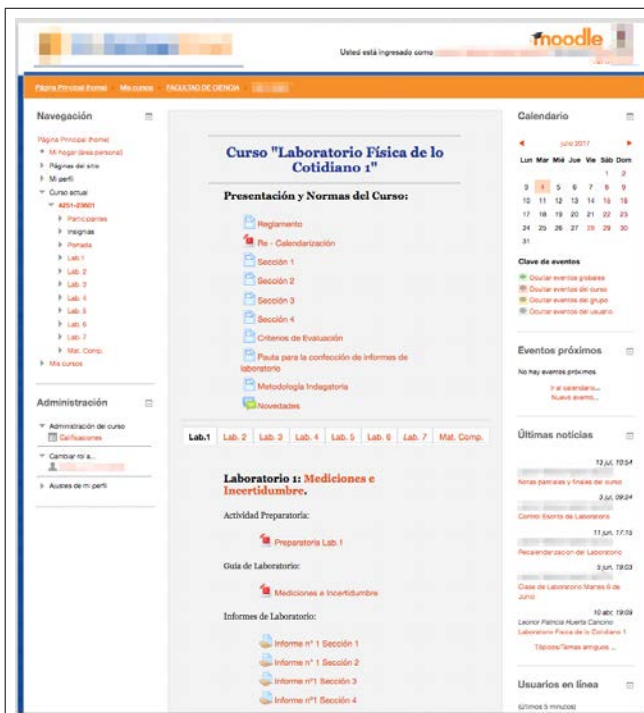 Usted está ingresado como
moodle
Página Principal (home)
Mis cursos
FACULTAD DE CIENCIA
Navegación
Página Principal (home)
Mi hogar (área personal)
Páginas del sitio
Mi perfil
Curso actual
4251-23601
Participantes
Insignias
Portada
Lab.1
Lab. 2
Lab. 3
Lab. 4
Lab. 5
Lab. 6
Lab. 7
Mat. Comp.
Mis cursos
Administración
Administración de curso
Calificaciones
Cambiar rol a...
Ajustes de mi perfil
Curso "Laboratorio Física de lo
Cotidiano 1"
Presentación y Normas del Curso:
Reglamento
Re - Calendarización
Sección 1
Sección 2
Sección 3
Sección 4
Criterios de Evaluación
Pauta para la confección de informes de
laboratorio
Metodología Indagatoria
Novedades
Lab.1 Lab. 2 Lab. 3 Lab. 4 Lab. 5 Lab. 6 Lab. 7 Mat. Comp.
Laboratorio 1: Mediciones e
Incertidumbre.
Actividad Preparatoria:
Preparatoria Lab.1
Guía de Laboratorio:
Mediciones e Incertidumbre
Informes de Laboratorio:
Informe nº 1 Sección 1
Informe nº 1 Sección 2
Informe nº1 Sección 3
Informe nº1 Sección 4
Calendario
julio 2017
Lun Mar Mié Jue Vie Sáb Dom
1 2
3 4 5 6 7 8 9
10 11 12 13 14 15 16
17 18 19 20 21 22 23
24 25 26 27 28 29 30
31
Clave de eventos
Ocultar eventos globales
Ocultar eventos del curso
Ocultar eventos del grupo
Ocultar eventos del usuario
Eventos próximos
No hay eventos próximos
Ir al calendario...
Nuevo evento...
Últimas noticias
13 jul, 10:54
Notas parciales y finales del curso
3 jul, 09:24
Control Escrito de Laboratorio
11 jun, 17:15
Recalendarización del Laboratorio
5 jun, 19:03
Clase de Laboratorio Martes 6 de
Junio
10 abr, 19:09
Leonor Patricia Huerta Cancino
Laboratorio Física de lo Cotidiano 1
Tópicos/Temas antiguos ...
Usuarios en línea
(últimos 5 minutos)